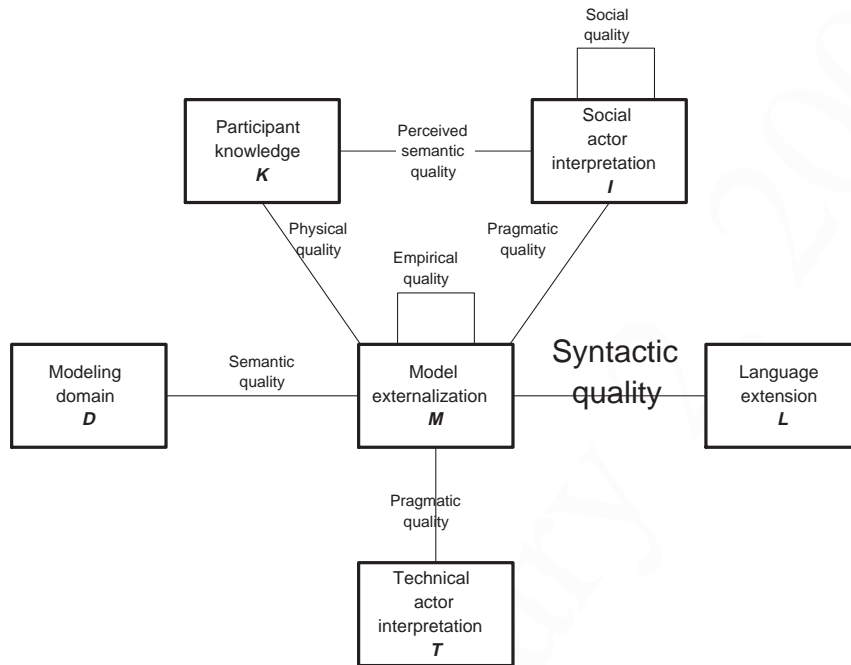 Social
quality
Participant
knowledge
K
Perceived
semantic
quality
Social
actor
interpretation
I
Physical
quality
Empirical
quality
Pragmatic
quality
Modeling
domain
D
Semantic
quality
Model
externalization
M
Syntactic
quality
Language
extension
L
Pragmatic
quality
Technical
actor
interpretation
T